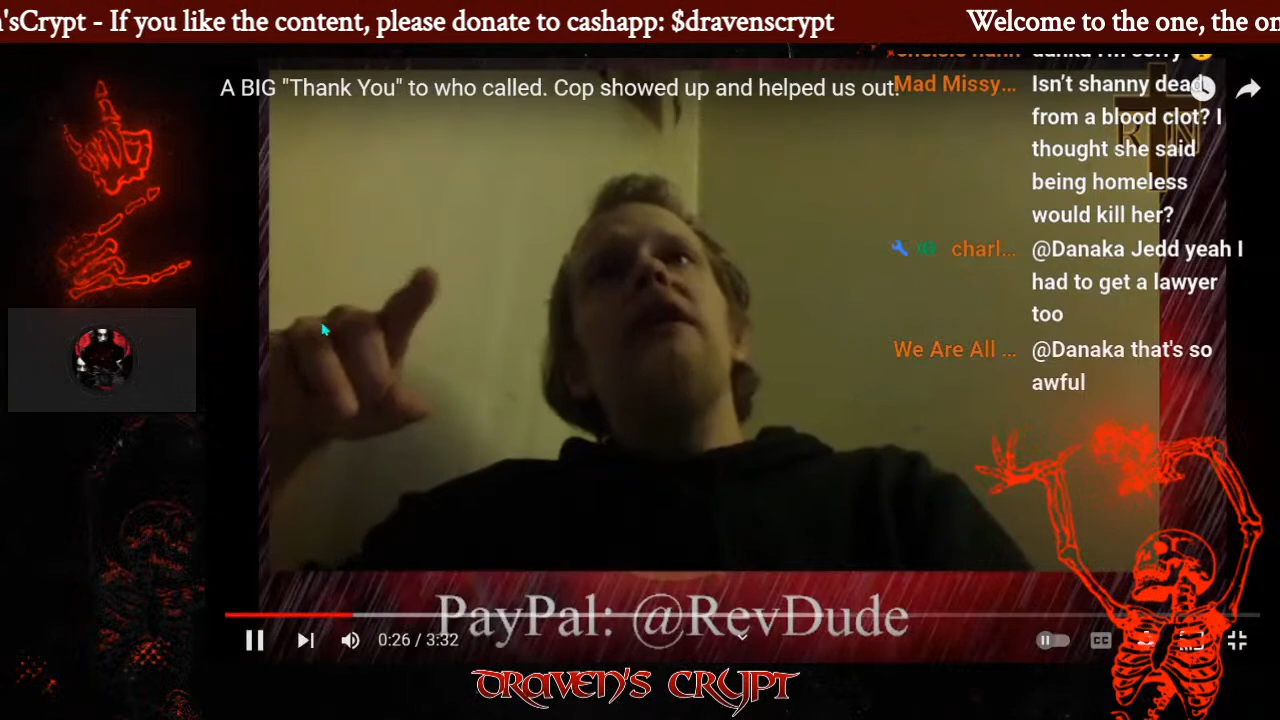 n'sCrypt - If you like the content, please donate to cashapp: $dravenscrypt
Welcome to the one, the on
A BIG "Thank You" to who called. Cop showed up and helped us out.
Mad Missy… Isn’t shanny dead
from a blood clot? I
thought she said
being homeless
would kill her?
charl… @Danaka Jedd yeah I
had to get a lawyer
too
We Are All … @Danaka that's so
awful
PayPal: @RevDude
0:26 / 3:32
CC
DRAVEN'S CRYPT